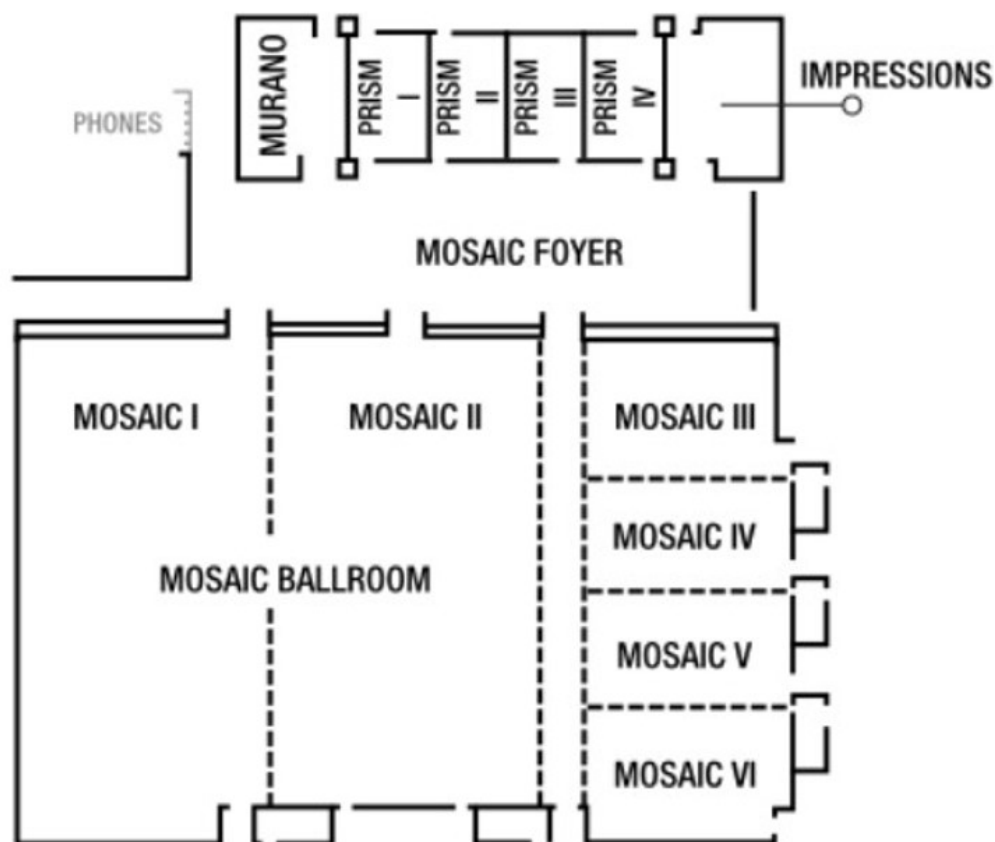 MURANO
PRISM I
PRISM II
PRISM III
PRISM IV
IMPRESSIONS
PHONES
MOSAIC FOYER
MOSAIC I
MOSAIC II
MOSAIC III
MOSAIC IV
MOSAIC BALLROOM
MOSAIC V
MOSAIC VI